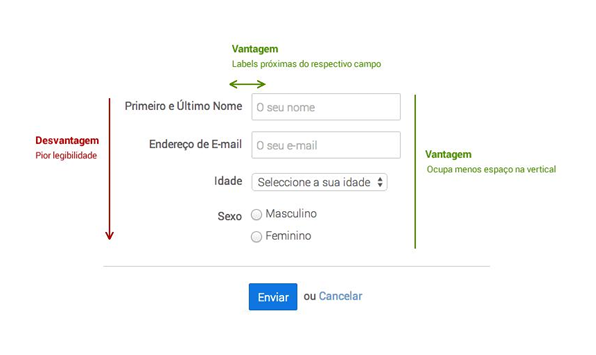 Vantagem
Labels próximas do respectivo campo
Primeiro e Último Nome O seu nome
Desvantagem
Pior legibilidade
Endereço de E-mail O seu e-mail
Vantagem
Ocupa menos espaço na vertical
Idade Seleccione a sua idade
Sexo Masculino
Feminino
Enviar ou Cancelar